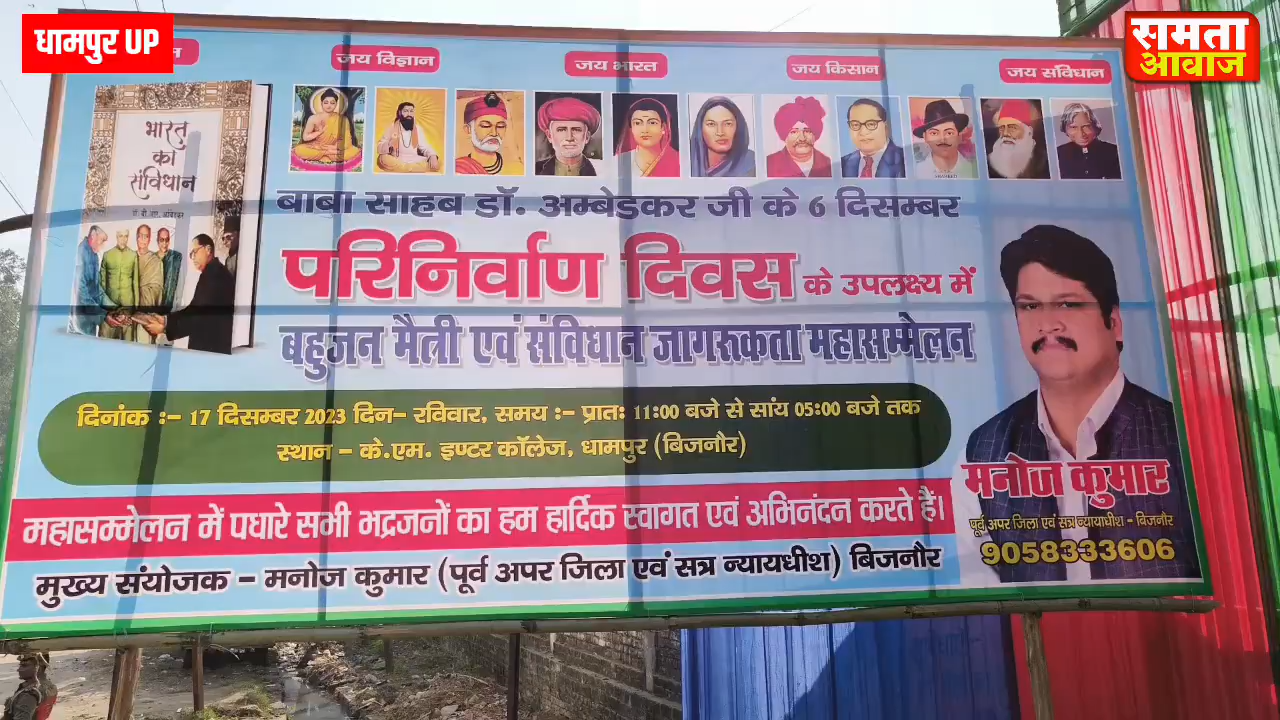 धामपुर UP
समता
आवाज
जय विज्ञान
जय भारत
जय किसान
जय संविधान
भारत
का
संविधान
बाबा साहब डॉ. अम्बेडकर जी के 6 दिसम्बर
परिनिर्वाण दिवस के उपलक्ष्य में
बहुजन मैत्री एवं संविधान जागरूकता महासम्मेलन
दिनांक :– 17 दिसम्बर 2023 दिन– रविवार, समय :– प्रातः 11:00 बजे से सांय 05:00 बजे तक
स्थान – के.एम. इण्टर कॉलेज, धामपुर (बिजनौर)
महासम्मेलन में पधारे सभी भद्रजनों का हम हार्दिक स्वागत एवं अभिनंदन करते हैं।
मुख्य संयोजक – मनोज कुमार (पूर्व अपर जिला एवं सत्र न्यायधीश) बिजनौर
मनोज कुमार
पूर्व अपर जिला एवं सत्र न्यायाधीश - बिजनौर
9058333606